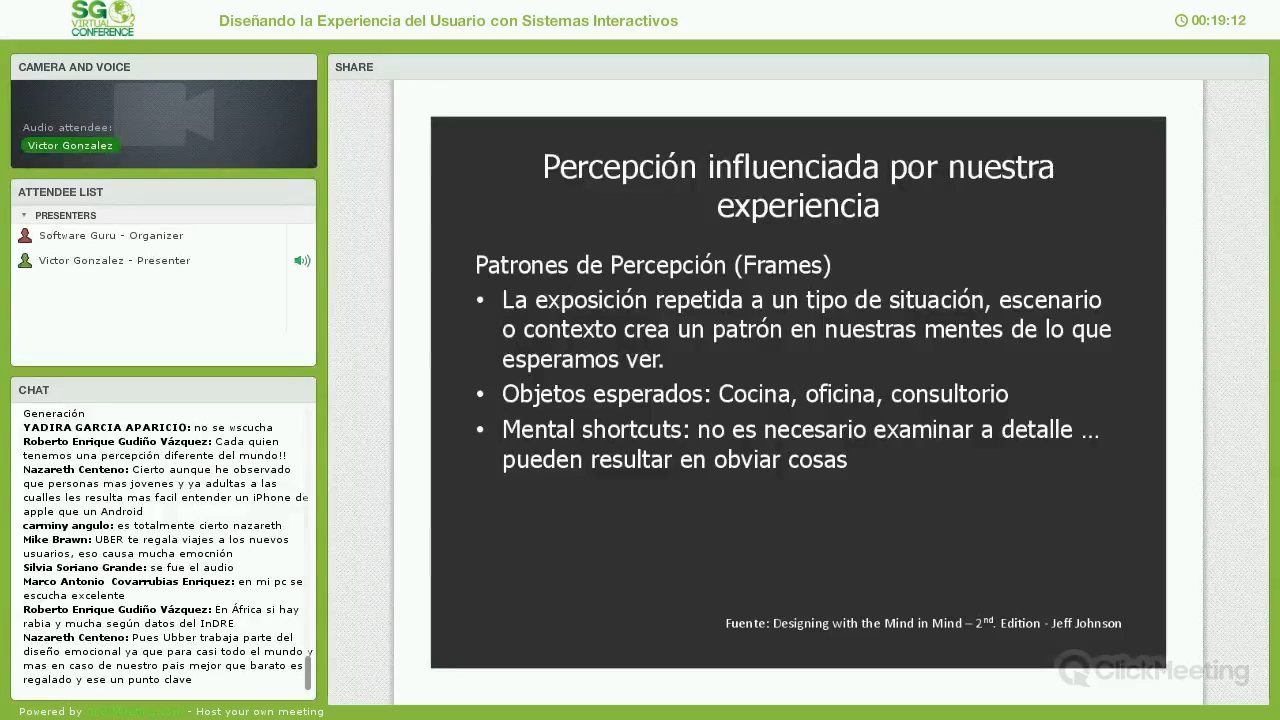 SG
VIRTUAL
CONFERENCE
Diseñando la Experiencia del Usuario con Sistemas Interactivos
00:19:12
CAMERA AND VOICE
Audio attendee:
Victor Gonzalez
ATTENDEE LIST
PRESENTERS
Software Guru - Organizer
Victor Gonzalez - Presenter
CHAT
Generación
YADIRA GARCIA APARICIO: no se wscucha
Roberto Enrique Gudiño Vázquez: Cada quien
tenemos una percepción diferente del mundo!!
Nazareth Centeno: Cierto aunque he observado
que personas mas jovenes y ya adultas a las
cualles les resulta mas facil entender un iPhone de
apple que un Android
carminy angulo: es totalmente cierto nazareth
Mike Brawn: UBER te regala viajes a los nuevos
usuarios, eso causa mucha emocnión
Silvia Soriano Grande: se fue el audio
Marco Antonio Covarrubias Enriquez: en mi pc se
escucha excelente
Roberto Enrique Gudiño Vázquez: En África si hay
rabia y mucha según datos del InDRE
Nazareth Centeno: Pues Ubber trabaja parte del
diseño emocional ya que para casi todo el mundo y
mas en caso de nuestro pais mejor que barato es
regalado y ese un punto clave
Powered by - Host your own meeting
SHARE
Percepción influenciada por nuestra
experiencia
Patrones de Percepción (Frames)
• La exposición repetida a un tipo de situación, escenario
o contexto crea un patrón en nuestras mentes de lo que
esperamos ver.
• Objetos esperados: Cocina, oficina, consultorio
• Mental shortcuts: no es necesario examinar a detalle ...
pueden resultar en obviar cosas
Fuente: Designing with the Mind in Mind – 2nd. Edition - Jeff Johnson
ClickMeeting